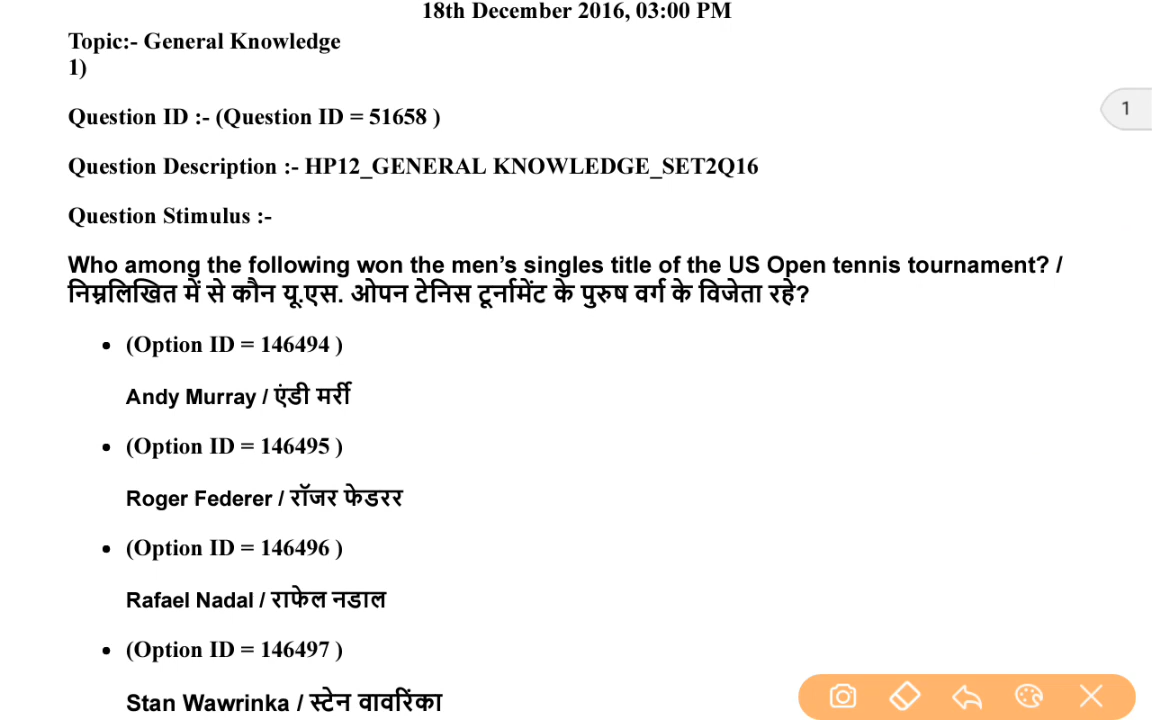 18th December 2016, 03:00 PM
Topic:- General Knowledge
1)
Question ID :- (Question ID = 51658 )
1
Question Description :- HP12_GENERAL KNOWLEDGE_SET2Q16
Question Stimulus :-
Who among the following won the men’s singles title of the US Open tennis tournament? /
निम्नलिखित में से कौन यू.एस. ओपन टेनिस टूर्नामेंट के पुरुष वर्ग के विजेता रहे?
• (Option ID = 146494 )
Andy Murray / एंडी मर्री
• (Option ID = 146495 )
Roger Federer / रॉजर फेडरर
• (Option ID = 146496 )
Rafael Nadal / राफेल नडाल
• (Option ID = 146497 )
Stan Wawrinka / स्टेन वावरिंका